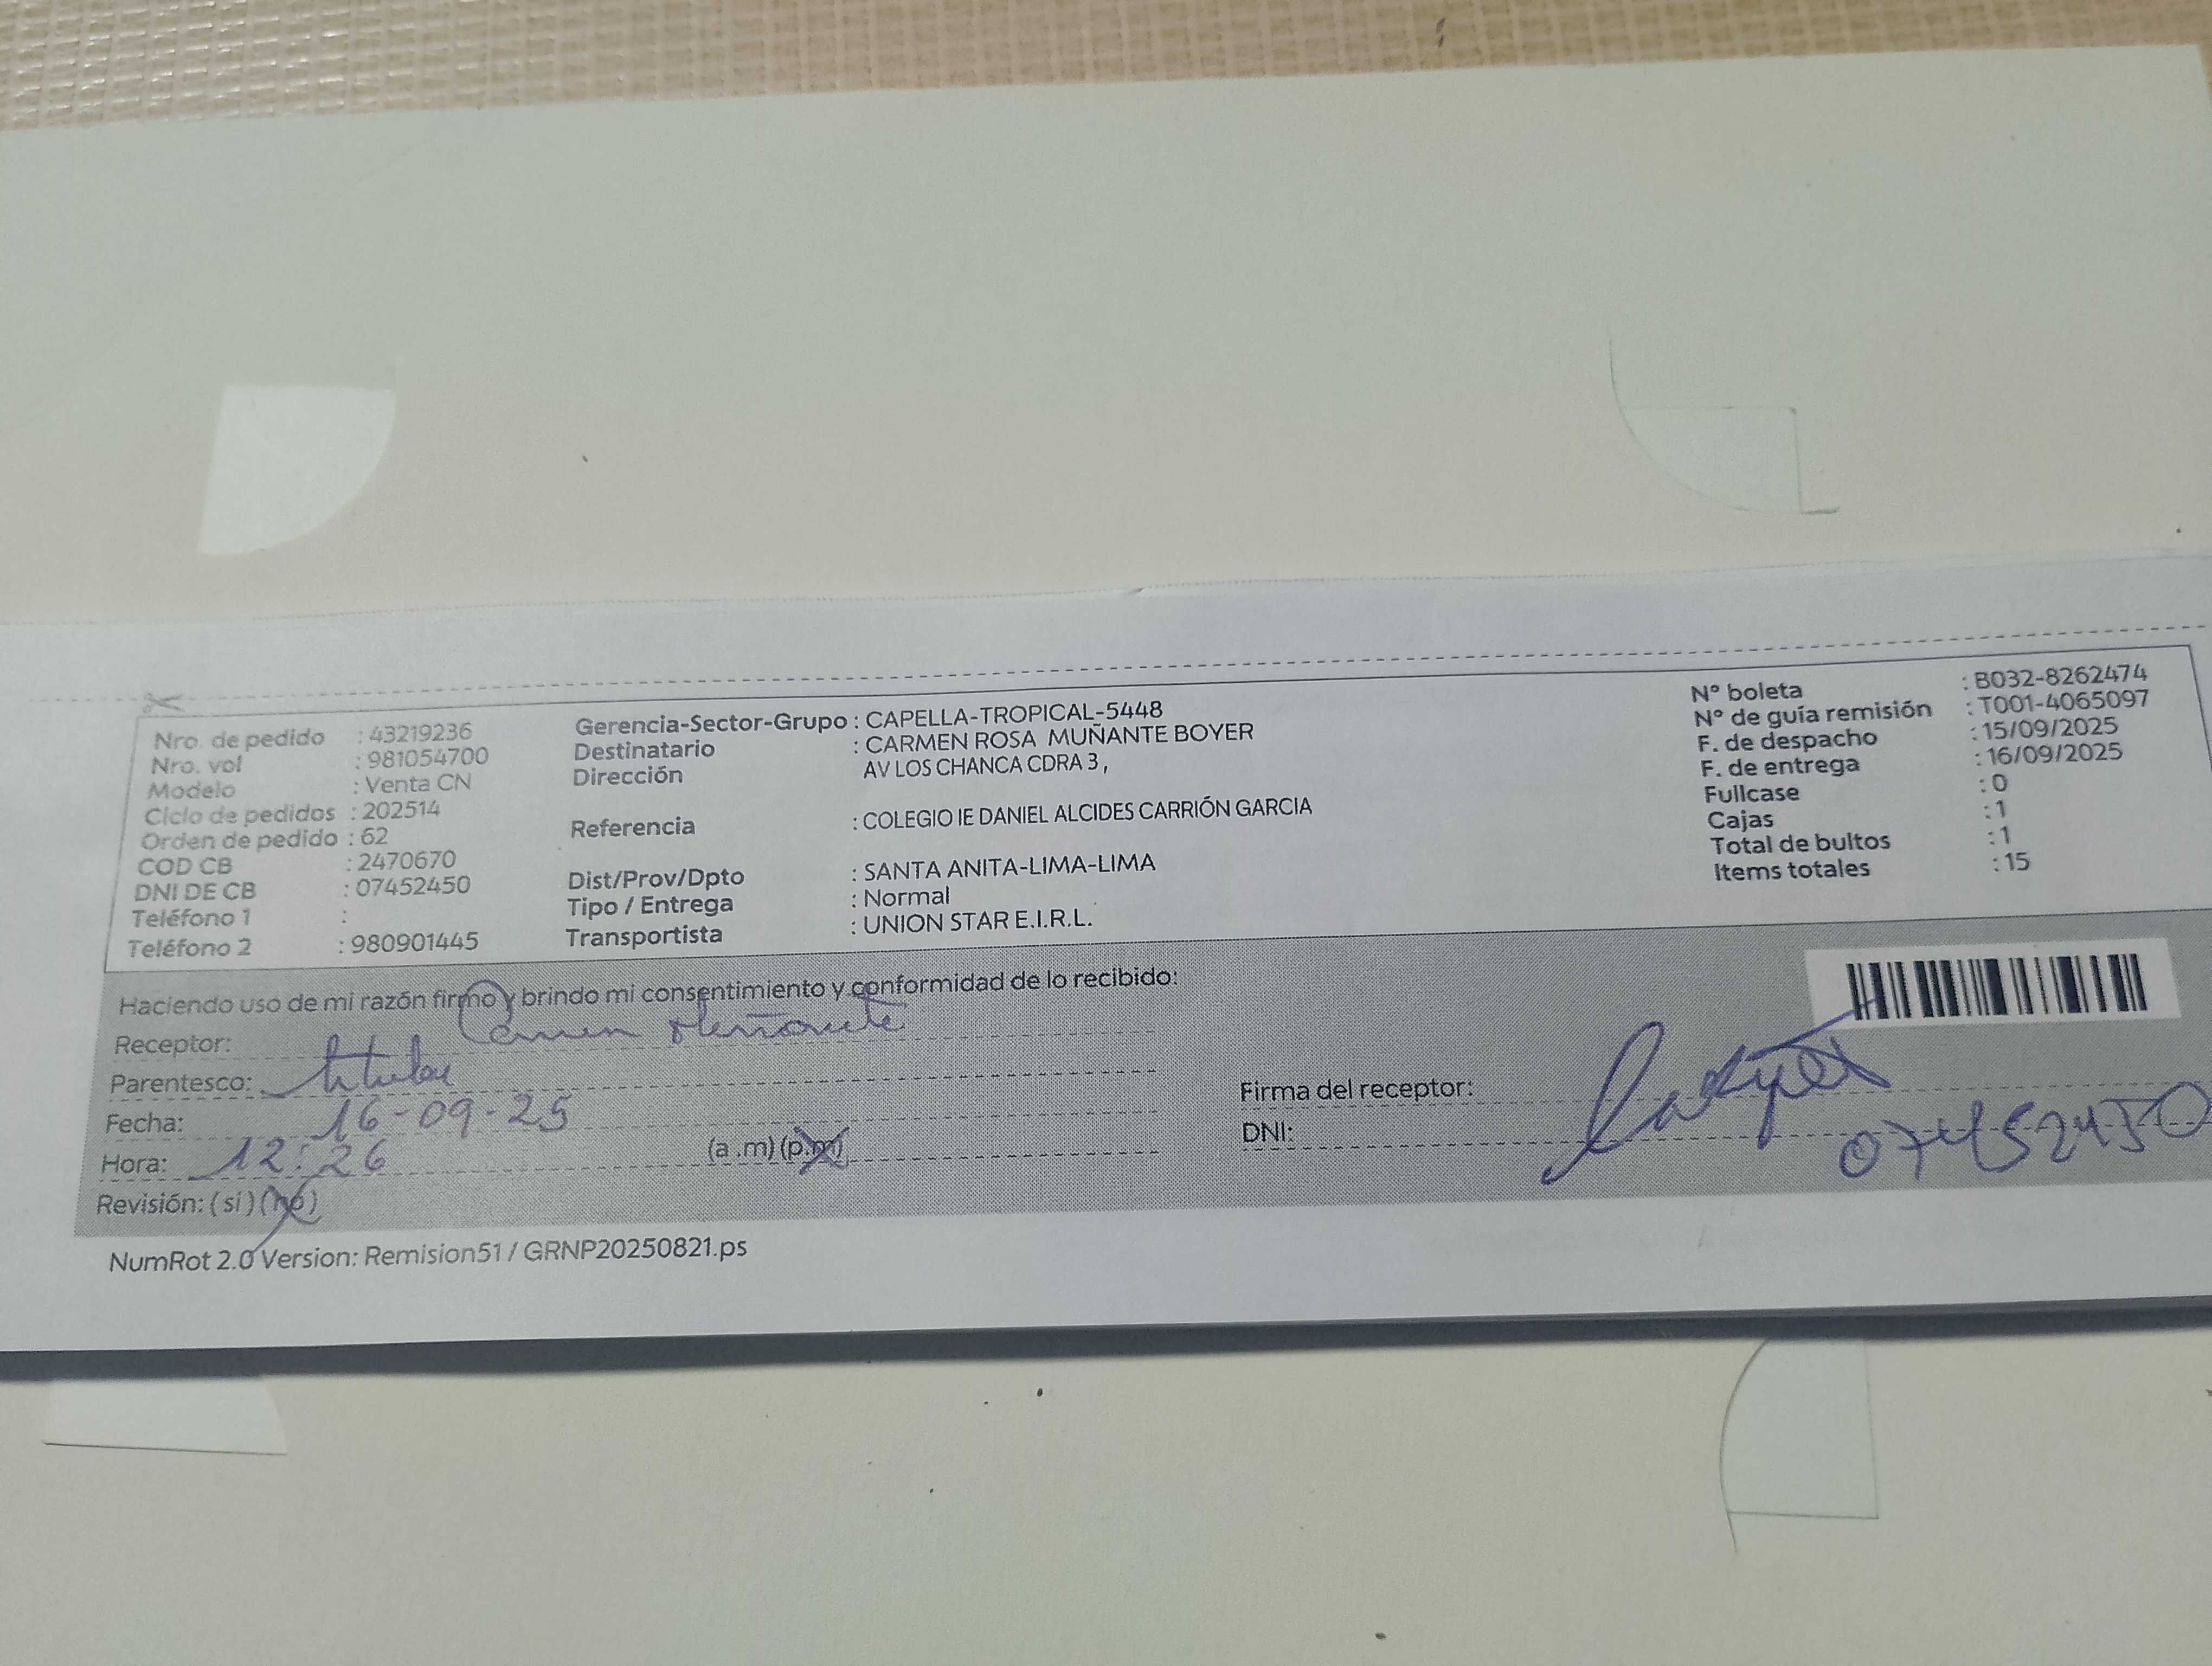 Nro. de pedido : 43219236
Nro. vol : 981054700
Modelo : Venta CN
Ciclo de pedidos : 202514
Orden de pedido : 62
COD CB : 2470670
DNI DE CB : 07452450
Teléfono 1 :
Teléfono 2 : 980901445
Gerencia-Sector-Grupo : CAPELLA-TROPICAL-5448
Destinatario : CARMEN ROSA MUÑANTE BOYER
Dirección AV LOS CHANCA CDRA 3 ,
Referencia : COLEGIO IE DANIEL ALCIDES CARRIÓN GARCIA
Dist/Prov/Dpto : SANTA ANITA-LIMA-LIMA
Tipo / Entrega : Normal
Transportista : UNION STAR E.I.R.L.
N° boleta : B032-8262474
N° de guía remisión : T001-4065097
F. de despacho : 15/09/2025
F. de entrega : 16/09/2025
Fullcase : 0
Cajas : 1
Total de bultos : 1
Items totales : 15
Haciendo uso de mi razón firmo y brindo mi consentimiento y conformidad de lo recibido:
Receptor: Carmen Muñante
Parentesco: titular
Fecha: 16-09-25
Hora: 12:26 (a .m) (p.m)
Revisión: (si) (no)
Firma del receptor:
DNI: 07452450
NumRot 2.0 Version: Remision51 / GRNP20250821.ps